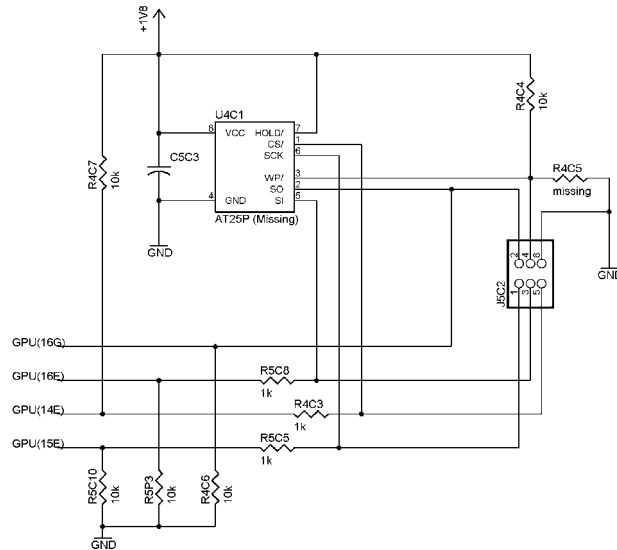 +1V8
U4C1
8 VCC HOLD/ 7
CS/ 1
SCK 6
WP/ 3
SO 2
4 GND SI 5
AT25P (Missing)
C5C3
R4C7
10k
GND
R4C4
10k
R4C5
missing
GND
J5C2
2 4 6
1 3 5
GPU(16G)
GPU(16E)
R5C8
1k
GPU(14E)
R4C3
1k
GPU(15E)
R5C5
1k
R5C10
10k
R5P3
10k
R4C6
10k
GND